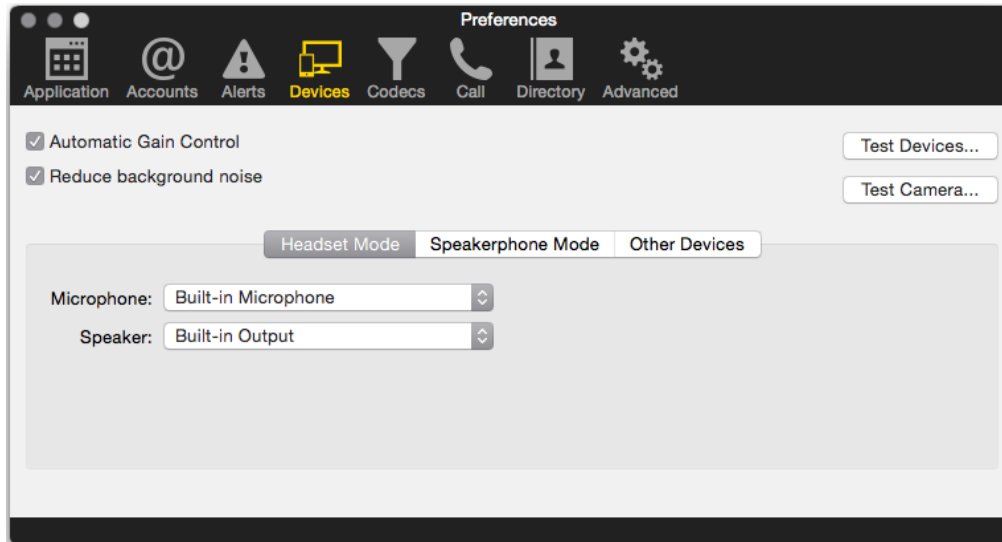 Preferences
Application Accounts Alerts Devices Codecs Call Directory Advanced
Automatic Gain Control
Test Devices...
Reduce background noise
Test Camera...
Headset Mode Speakerphone Mode Other Devices
Microphone: Built-in Microphone
Speaker: Built-in Output